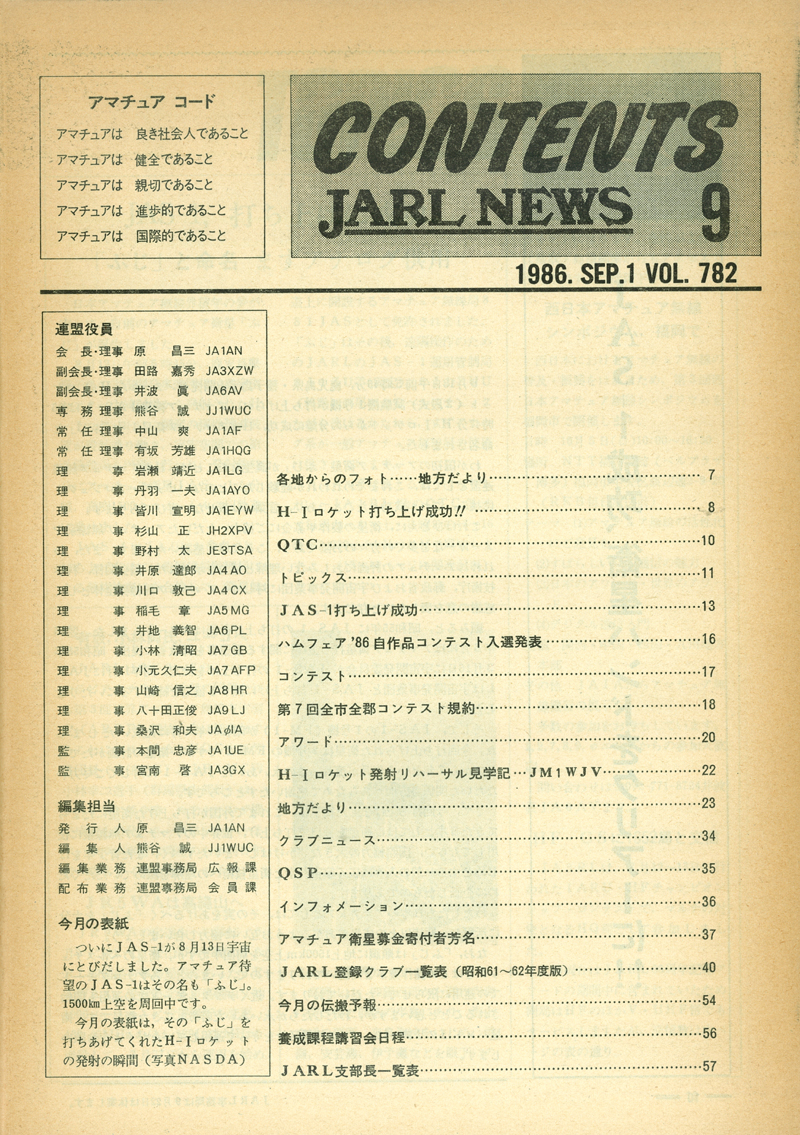 アマチュア コード
アマチュアは 良き社会人であること
アマチュアは 健全であること
アマチュアは 親切であること
アマチュアは 進歩的であること
アマチュアは 国際的であること
CONTENTS
JARL NEWS 9
1986. SEP.1 VOL. 782
連盟役員
会長・理事 原 昌三 JA1AN
副会長・理事 田路 嘉秀 JA3XZW
副会長・理事 井波 眞 JA6AV
専務理事 熊谷 誠 JJ1WUC
常任理事 中山 爽 JA1AF
常任理事 有坂 芳雄 JA1HQG
理事 岩瀬 靖近 JA1LG
理事 丹羽 一夫 JA1AYO
理事 皆川 宣明 JA1EYW
理事 杉山 正 JH2XPV
理事 野村 太 JE3TSA
理事 井原 達郎 JA4AO
理事 川口 敦己 JA4CX
理事 稲毛 章 JA5MG
理事 井地 義智 JA6PL
理事 小林 清昭 JA7GB
理事 小元久仁夫 JA7AFP
理事 山崎 信之 JA8HR
理事 八十田正俊 JA9LJ
理事 桑沢 和夫 JAφIA
監事 本間 忠彦 JA1UE
監事 宮南 啓 JA3GX
編集担当
発行人 原 昌三 JA1AN
編集人 熊谷 誠 JJ1WUC
編集業務 連盟事務局 広報課
配布業務 連盟事務局 会員課
今月の表紙
ついにJAS-1が8月13日宇宙
にとびだしました。アマチュア待
望のJAS-1はその名も「ふじ」。
1500km上空を周回中です。
今月の表紙は，その「ふじ」を
打ちあげてくれたH-Iロケット
の発射の瞬間（写真NASDA）
各地からのフォト……地方だより……7
H-Iロケット打ち上げ成功!!……8
QTC……10
トピックス……11
JAS-1打ち上げ成功……13
ハムフェア'86自作品コンテスト入選発表……16
コンテスト……17
第7回全市全郡コンテスト規約……18
アワード……20
H-Iロケット発射リハーサル見学記…JM1WJV……22
地方だより……23
クラブニュース……34
QSP……35
インフォメーション……36
アマチュア衛星募金寄付者芳名……37
JARL登録クラブ一覧表（昭和61〜62年度版）……40
今月の伝搬予報……54
養成課程講習会日程……56
JARL支部長一覧表……57